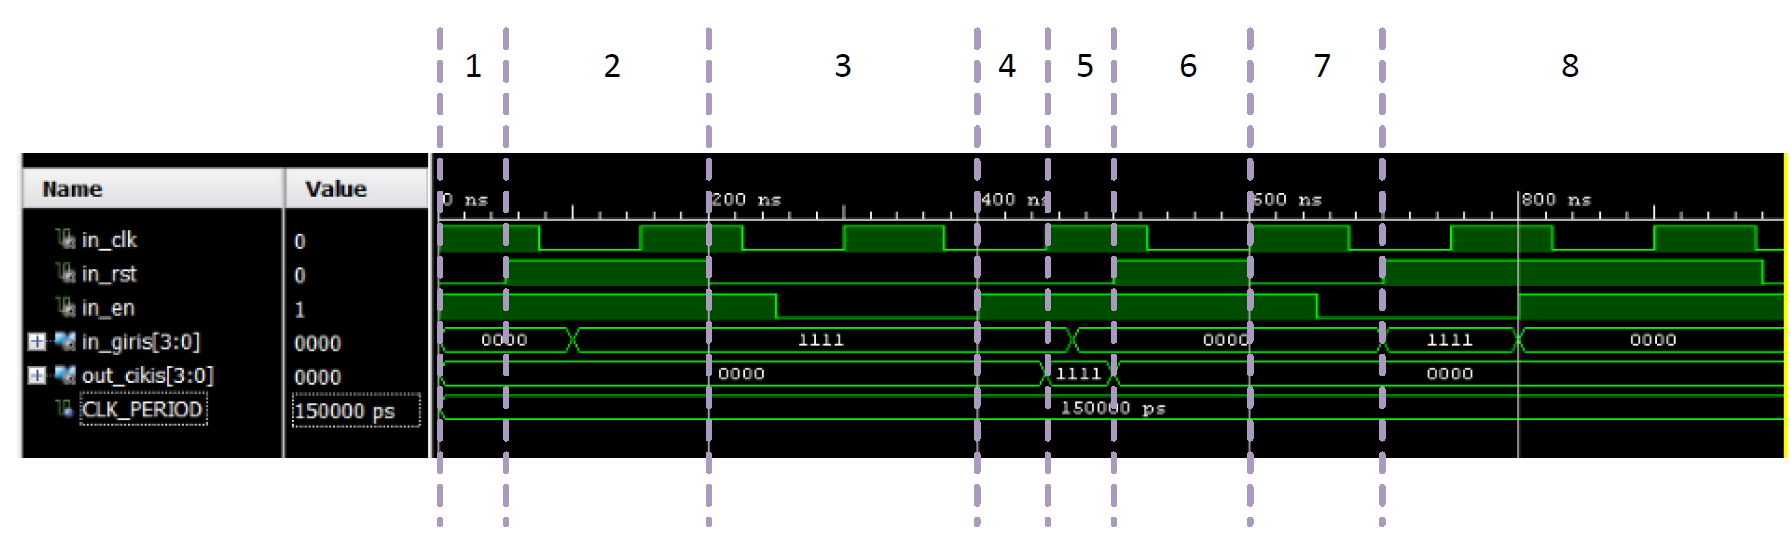 1 2 3 4 5 6 7 8
Name Value
0 ns 200 ns 400 ns 600 ns 800 ns
in_clk 0
in_rst 0
in_en 1
in_giris[3:0] 0000 0000 1111 0000 1111 0000
out_cikis[3:0] 0000 0000 1111 0000
CLK_PERIOD 150000 ps 150000 ps